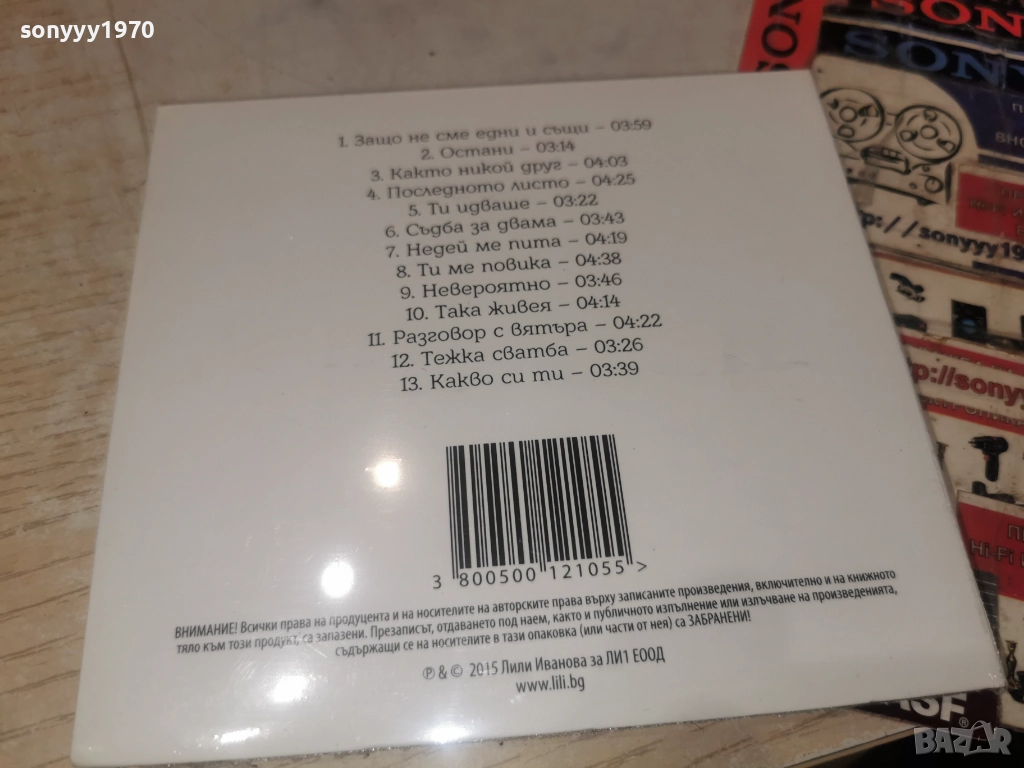 sonyyy1970
1. Защо не сме едни и същи – 03:59
2. Остани – 03:14
3. Както никой друг – 04:03
4. Последното листо – 04:25
5. Ти идваше – 03:22
6. Съдба за двама – 03:43
7. Недей ме пита – 04:19
8. Ти ме повика – 04:38
9. Невероятно – 03:46
10. Така живея – 04:14
11. Разговор с вятъра – 04:22
12. Тежка сватба – 03:26
13. Какво си ти – 03:39
3 800500 121055 >
ВНИМАНИЕ! Всички права на продуцента и на носителите на авторските права върху записаните произведения, включително и на книжното
тяло към този продукт, са запазени. Презаписът, отдаването под наем, както и публичното изпълнение или излъчване на произведенията,
съдържащи се на носителите в тази опаковка (или части от нея) са ЗАБРАНЕНИ!
℗ & © 2015 Лили Иванова за ЛИ1 ЕООД
www.lili.bg
SONY
Hi-Fi
BAZAR